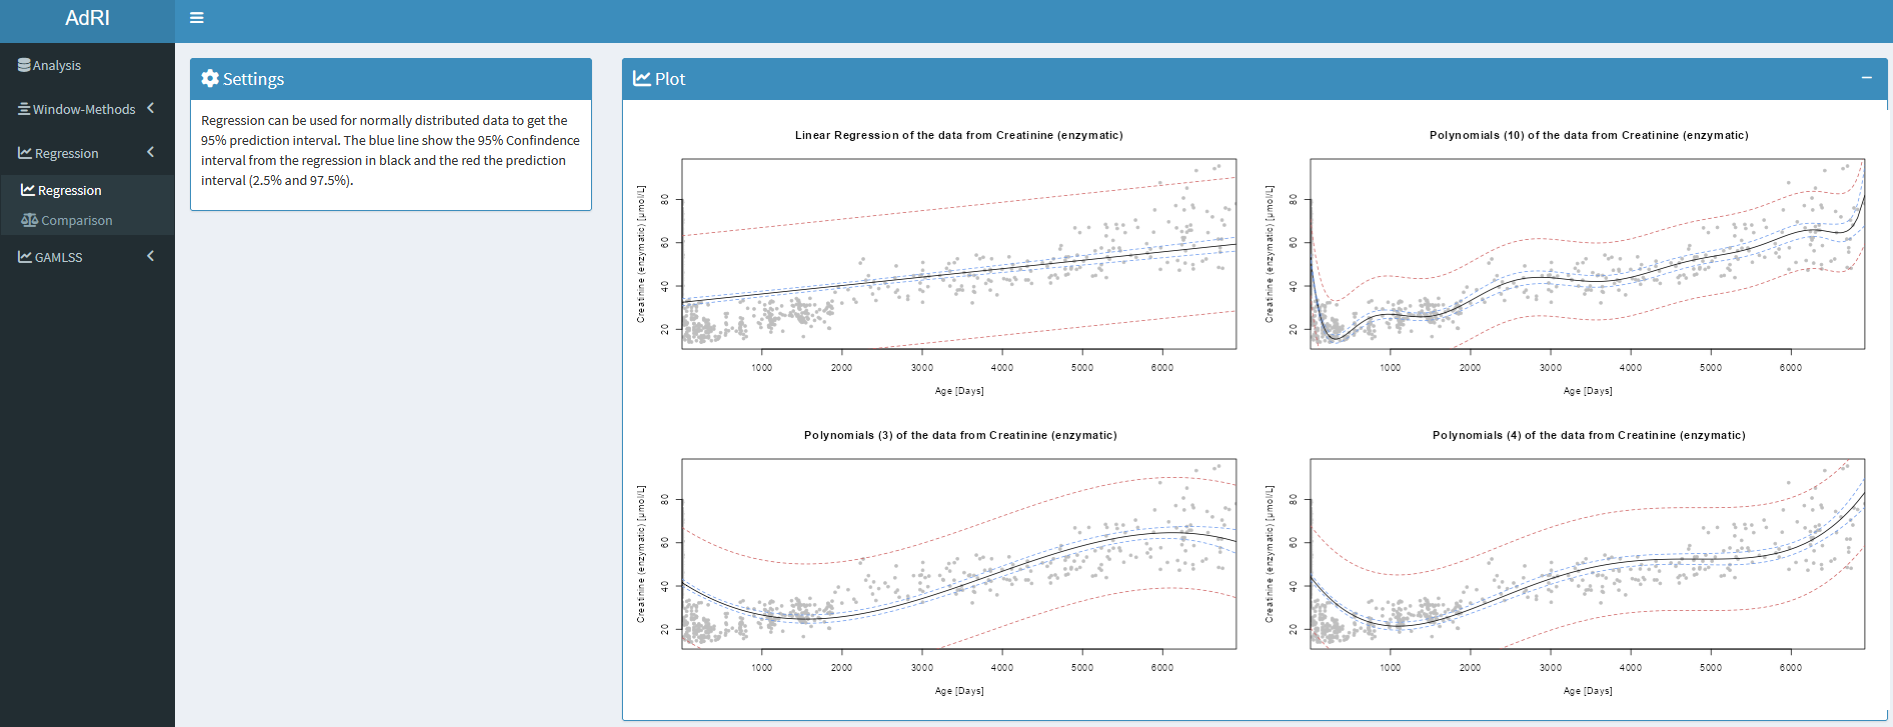 AdRI
Analysis
Window-Methods
Regression
Regression
Comparison
GAMLSS
Settings
Regression can be used for normally distributed data to get the
95% prediction interval. The blue line show the 95% Confindence
interval from the regression in black and the red the prediction
interval (2.5% and 97.5%).
Plot
Linear Regression of the data from Creatinine (enzymatic)
Creatinine (enzymatic) [µmol/L]
20 40 60 80
1000 2000 3000 4000 5000 6000
Age [Days]
Polynomials (10) of the data from Creatinine (enzymatic)
Creatinine (enzymatic) [µmol/L]
20 40 60 80
1000 2000 3000 4000 5000 6000
Age [Days]
Polynomials (3) of the data from Creatinine (enzymatic)
Creatinine (enzymatic) [µmol/L]
20 40 60 80
1000 2000 3000 4000 5000 6000
Age [Days]
Polynomials (4) of the data from Creatinine (enzymatic)
Creatinine (enzymatic) [µmol/L]
20 40 60 80
1000 2000 3000 4000 5000 6000
Age [Days]